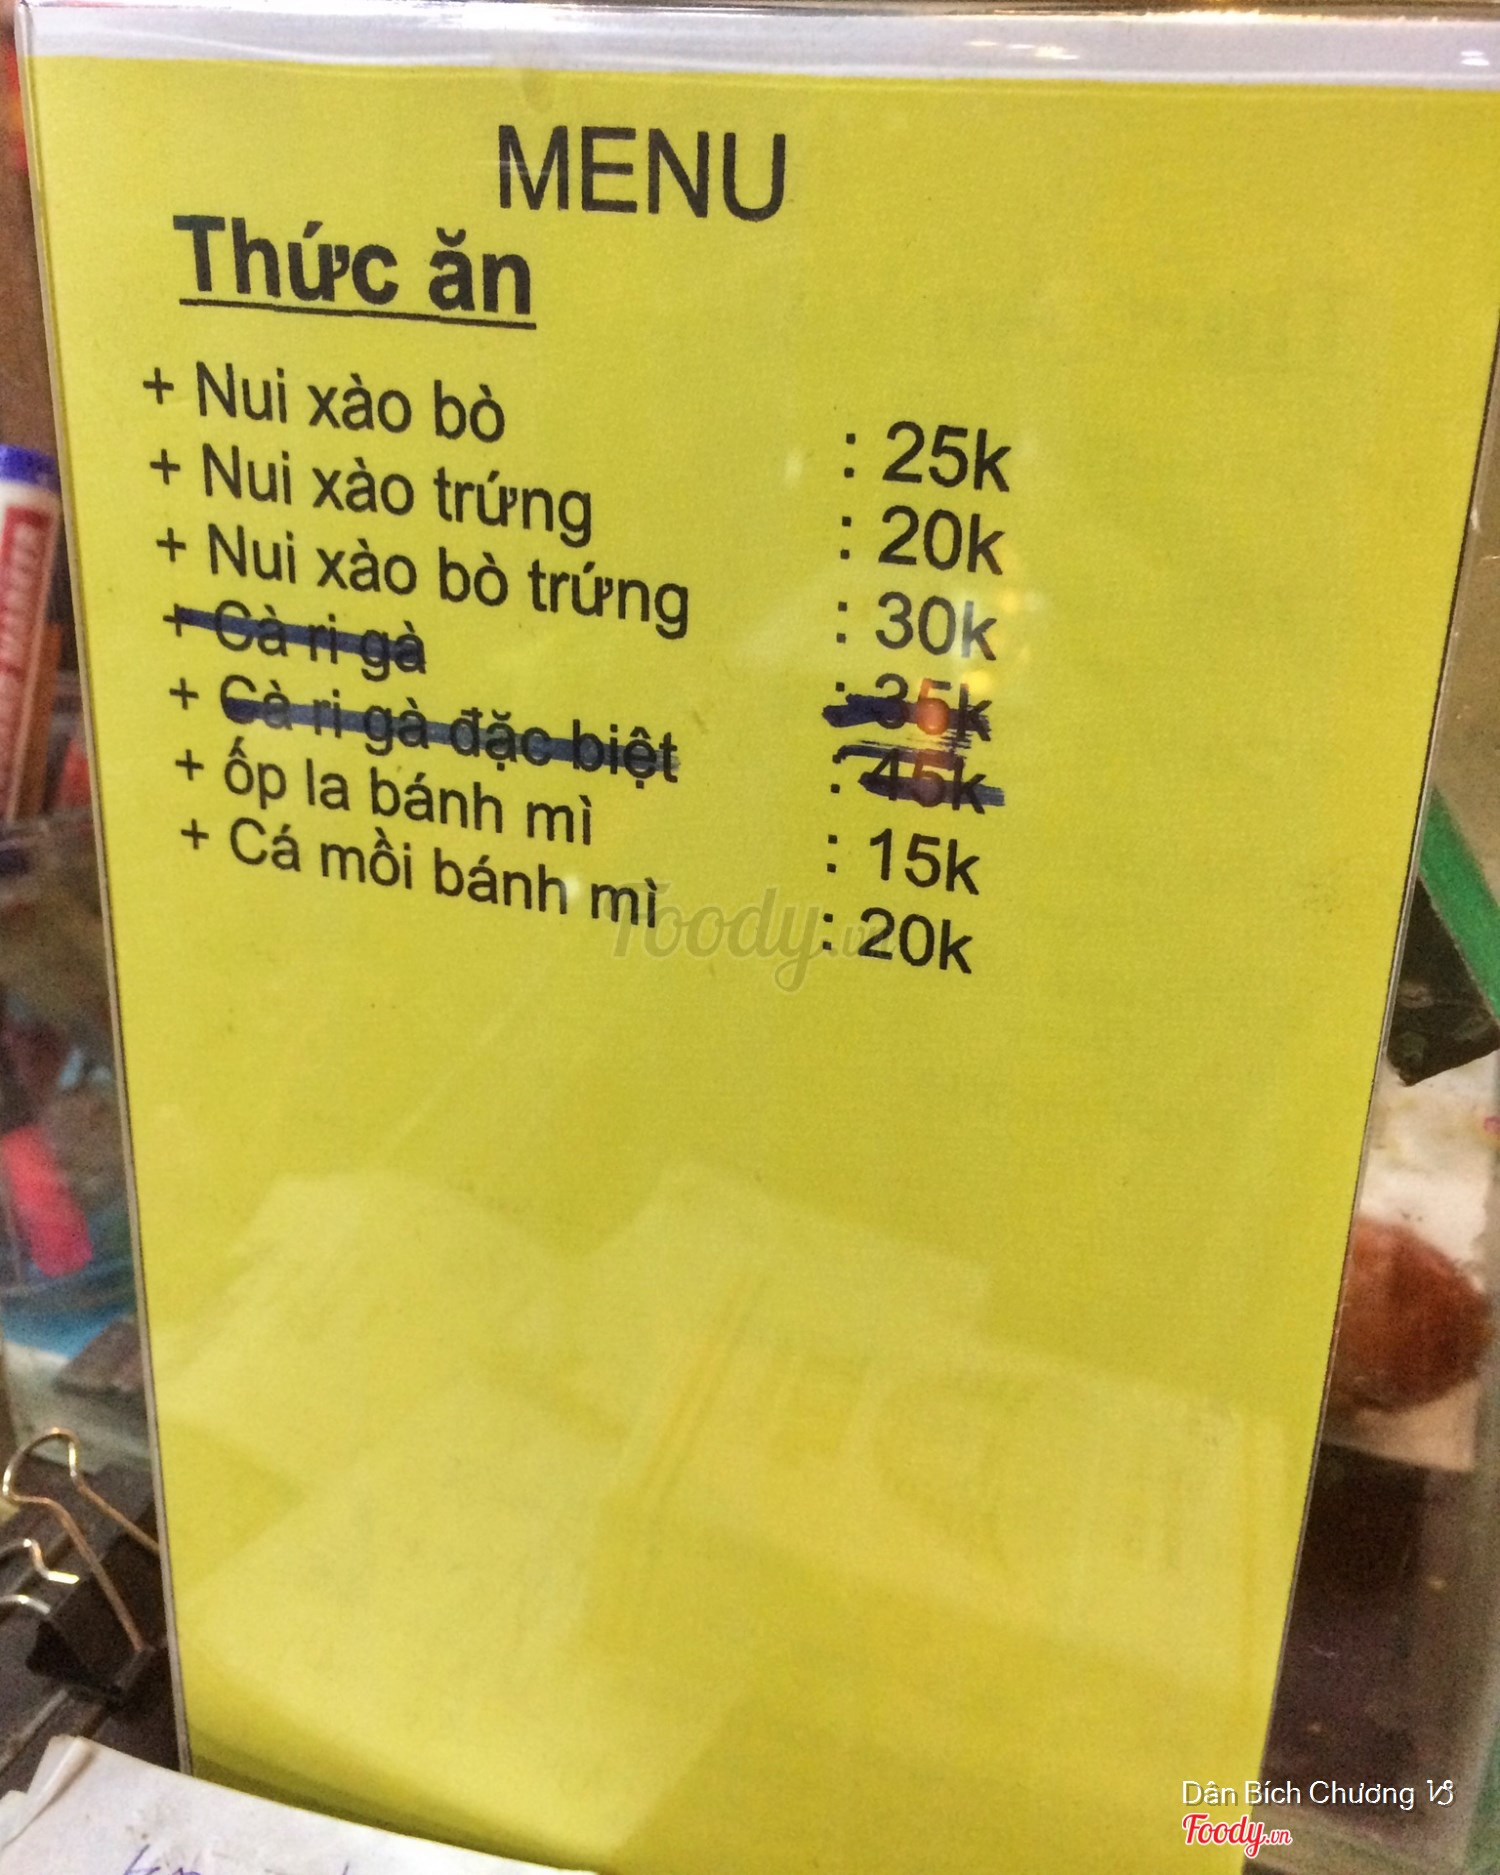 MENU
Thức ăn
+ Nui xào bò : 25k
+ Nui xào trứng : 20k
+ Nui xào bò trứng : 30k
+ Cà ri gà : 35k
+ Cà ri gà đặc biệt : 45k
+ ốp la bánh mì : 15k
+ Cá mồi bánh mì : 20k
Foody.vn
Dân Bích Chương
Foody.vn